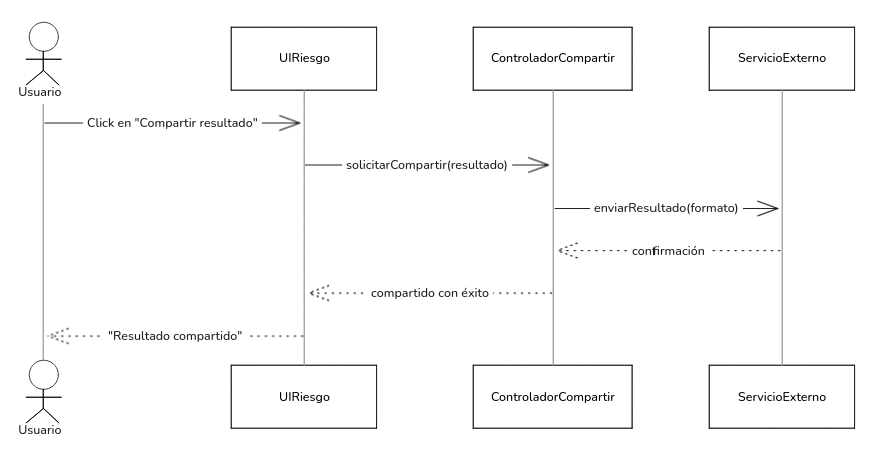 Usuario
UIRiesgo
ControladorCompartir
ServicioExterno
Click en "Compartir resultado"
solicitarCompartir(resultado)
enviarResultado(formato)
confirmación
compartido con éxito
"Resultado compartido"
Usuario
UIRiesgo
ControladorCompartir
ServicioExterno